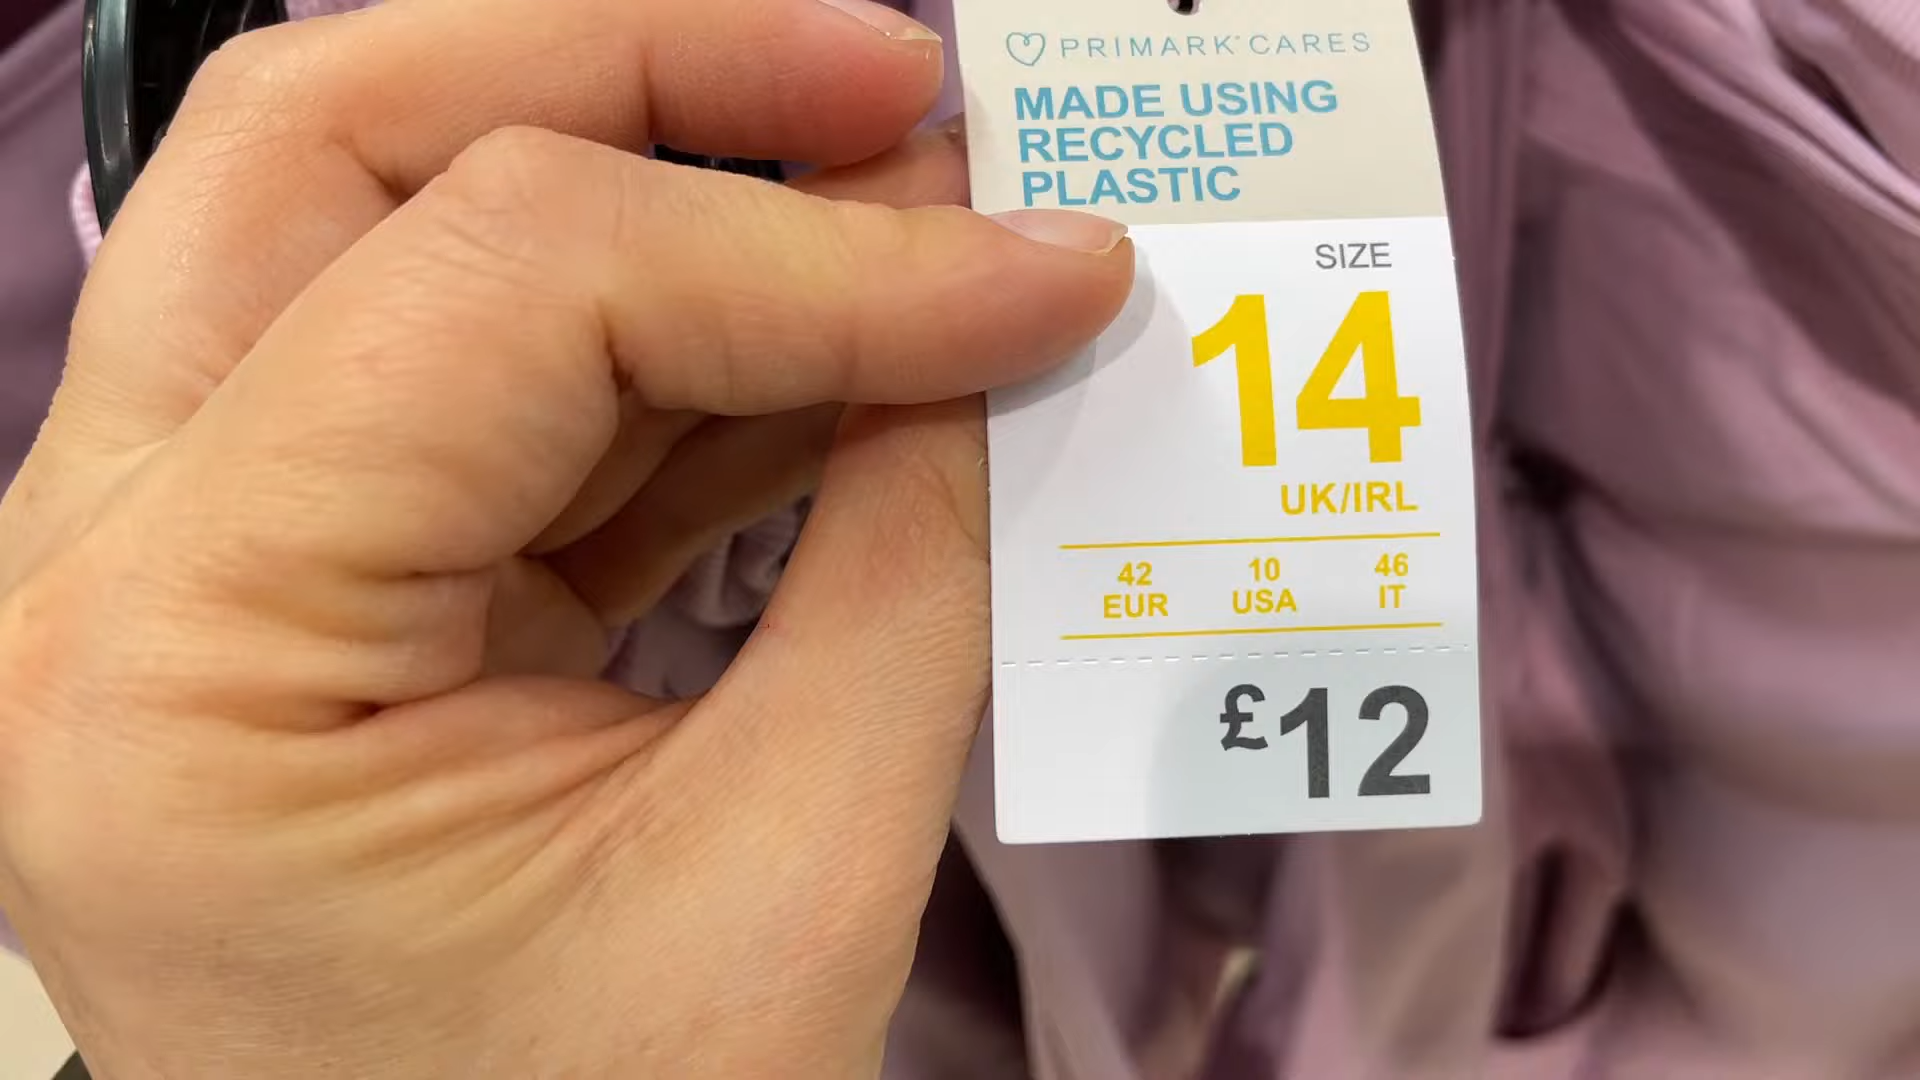 PRIMARK® CARES
MADE USING
RECYCLED
PLASTIC
SIZE
14
UK/IRL
42 10 46
EUR USA IT
£12